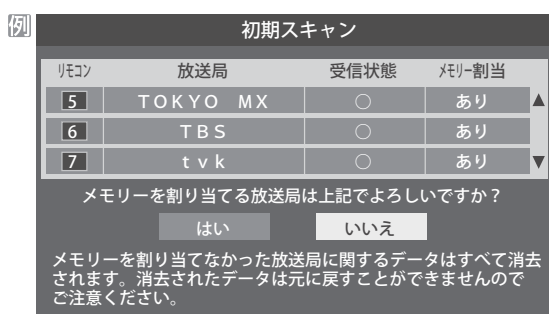 例
初期スキャン
リモコン 放送局 受信状態 メモリー割当
5 TOKYO MX ○ あり ▲
6 TBS ○ あり
7 tvk ○ あり ▼
メモリーを割り当てる放送局は上記でよろしいですか?
はい いいえ
メモリーを割り当てなかった放送局に関するデータはすべて消去
されます。消去されたデータは元に戻すことができませんので
ご注意ください。